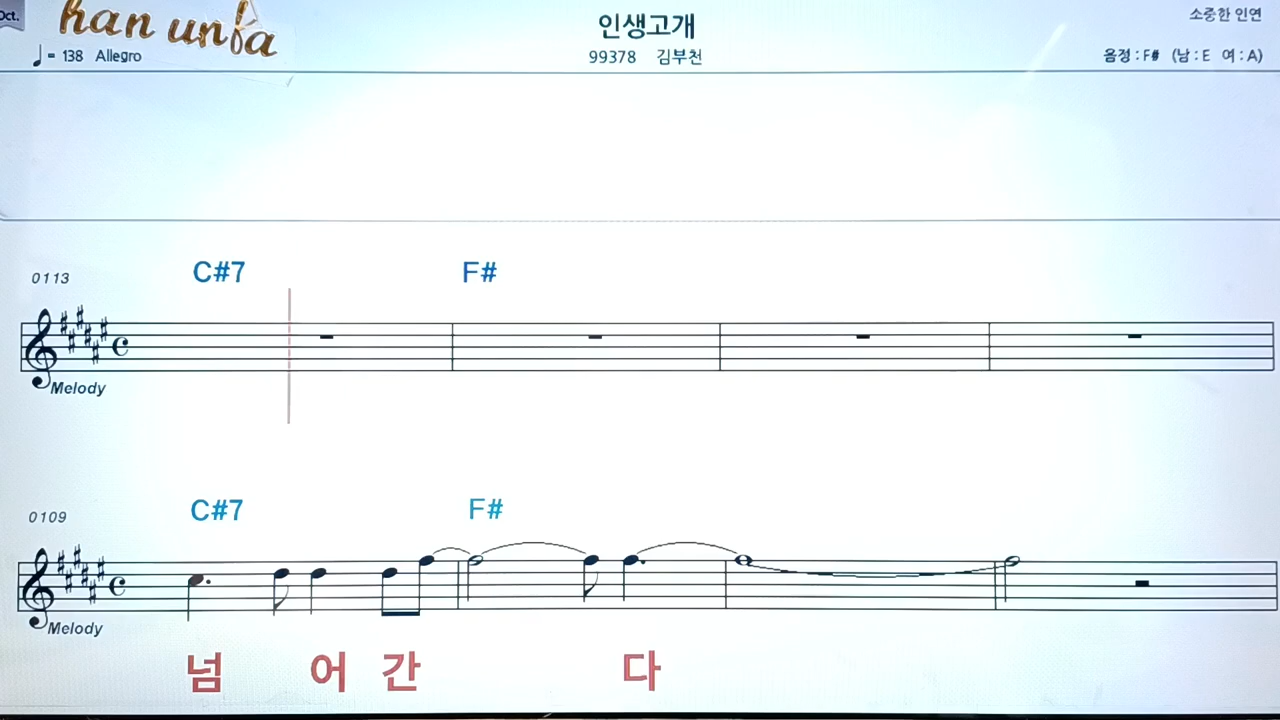 Oct.
han unfa
♩= 138 Allegro
인생고개
99378 김부천
소중한 인연
음정 : F# (남 : E 여 : A)
0113
C#7 F#
Melody
0109
C#7 F#
Melody
넘 어 간 다